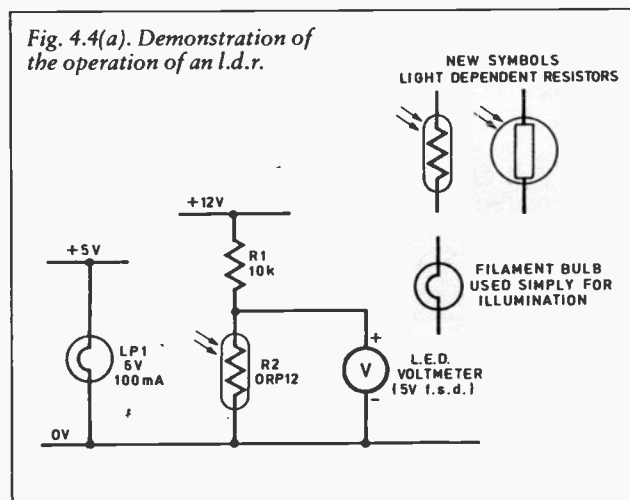 Fig. 4.4(a). Demonstration of
the operation of an l.d.r.
NEW SYMBOLS
LIGHT DEPENDENT RESISTORS
+12V
+5V
R1
10k
FILAMENT BULB
USED SIMPLY FOR
ILLUMINATION
LP1
6V
100mA
R2
ORP12
+
V
-
L.E.D.
VOLTMETER
(5V f.s.d.)
0V